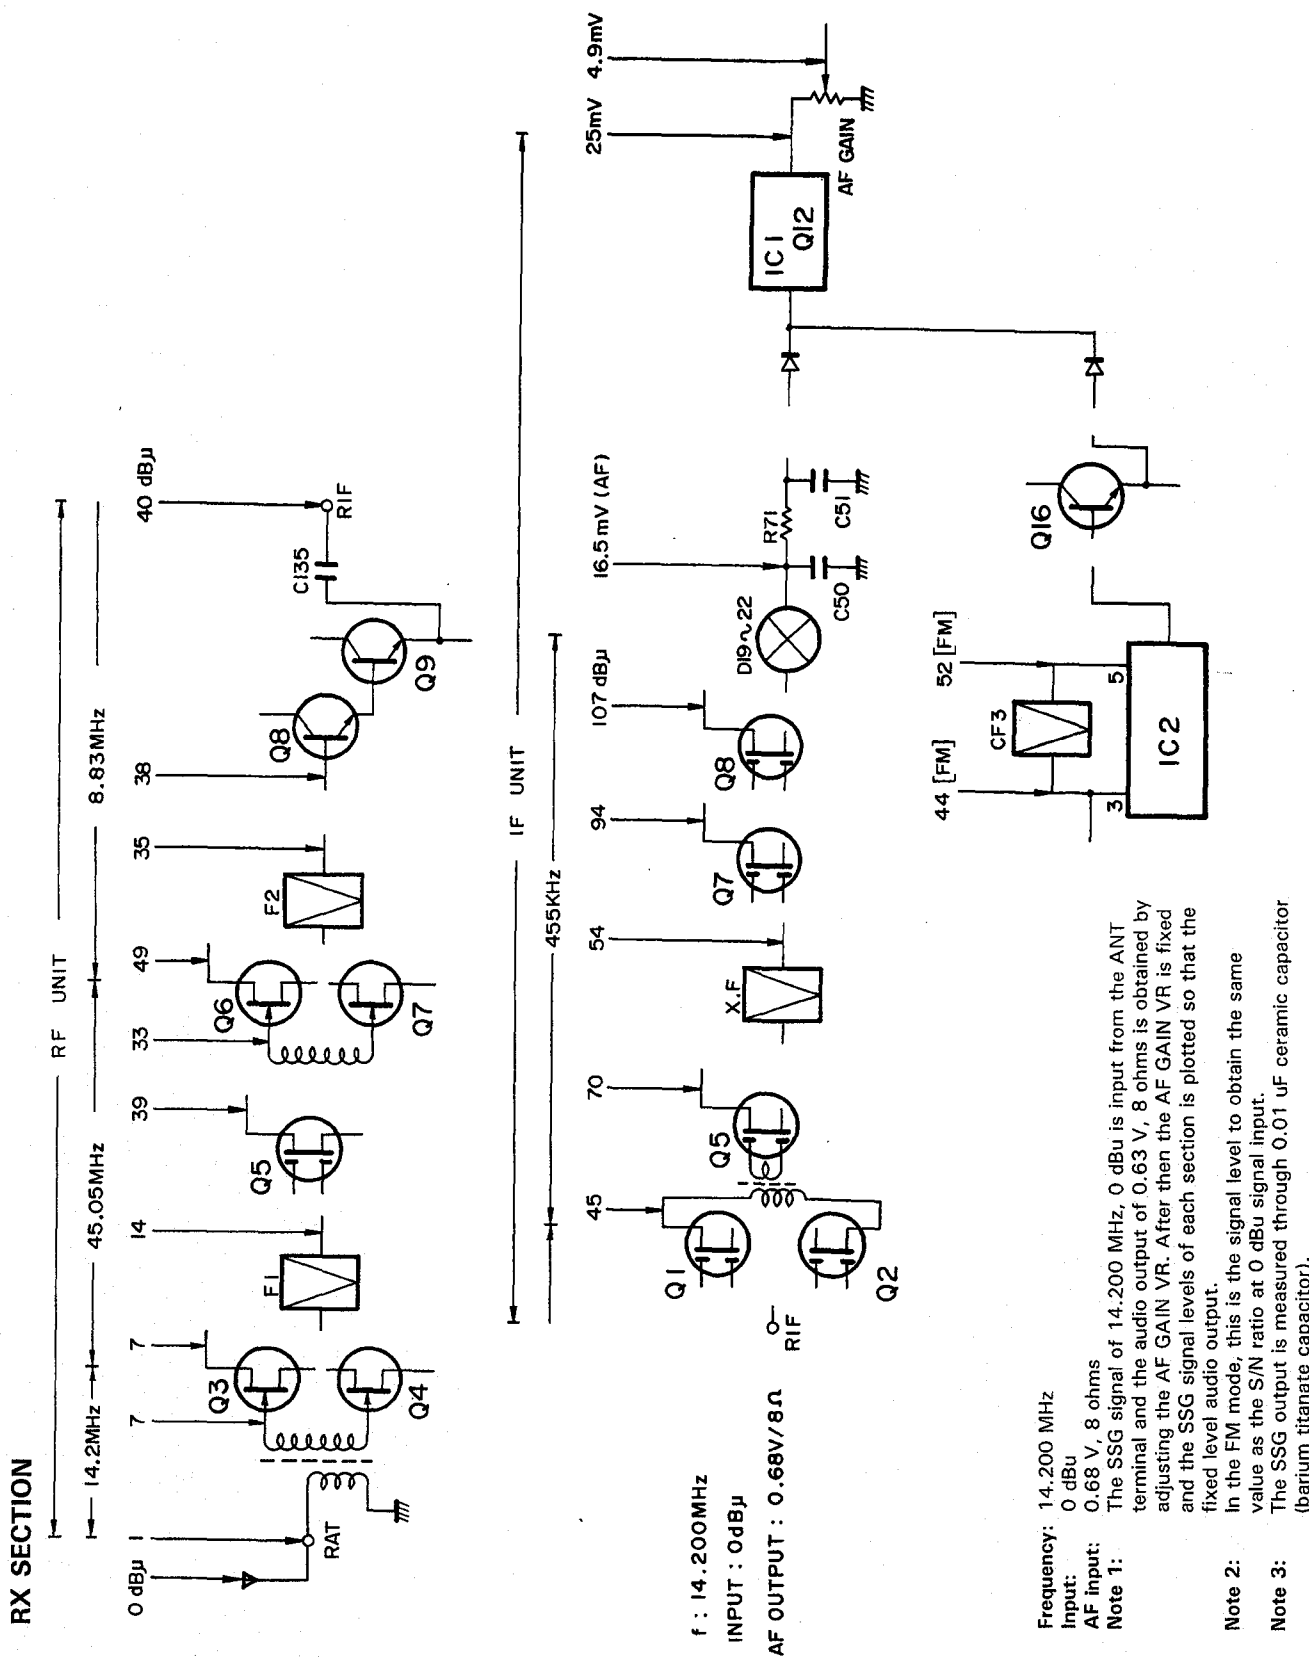 RX SECTION
RF UNIT
14.2MHz
45.05MHz
8.83MHz
0 dBμ
1
7
7
14
39
33
49
35
38
40 dBμ
RAT
Q3
Q4
F1
Q5
Q6
Q7
F2
Q8
Q9
C135
RIF
IF UNIT
455KHz
45
70
54
94
107 dBμ
16.5 mV (AF)
25mV
4.9mV
RIF
Q1
Q2
Q5
X.F
Q7
Q8
D19~22
R71
C50
C51
IC1
Q12
AF GAIN
44 [FM]
52 [FM]
CF3
3
5
IC2
Q16
f : 14.200MHz
INPUT : 0dBμ
AF OUTPUT : 0.68V/8Ω
Frequency: 14.200 MHz
Input: 0 dBu
AF input: 0.68 V, 8 ohms
Note 1: The SSG signal of 14.200 MHz, 0 dBu is input from the ANT
terminal and the audio output of 0.63 V, 8 ohms is obtained by
adjusting the AF GAIN VR. After then the AF GAIN VR is fixed
and the SSG signal levels of each section is plotted so that the
fixed level audio output.
Note 2: In the FM mode, this is the signal level to obtain the same
value as the S/N ratio at 0 dBu signal input.
Note 3: The SSG output is measured through 0.01 uF ceramic capacitor
(barium titanate capacitor).